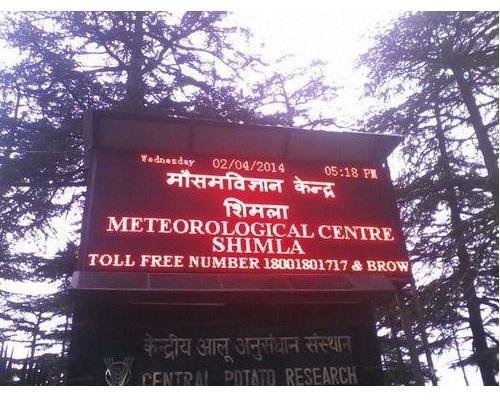 Wednesday 02/04/2014 05:18 PM
मौसमविज्ञान केन्द्र
शिमला
METEOROLOGICAL CENTRE
SHIMLA
TOLL FREE NUMBER 18001801717 & BROW
केन्द्रीय आलू अनुसंधान संस्थान
CENTRAL POTATO RESEARCH